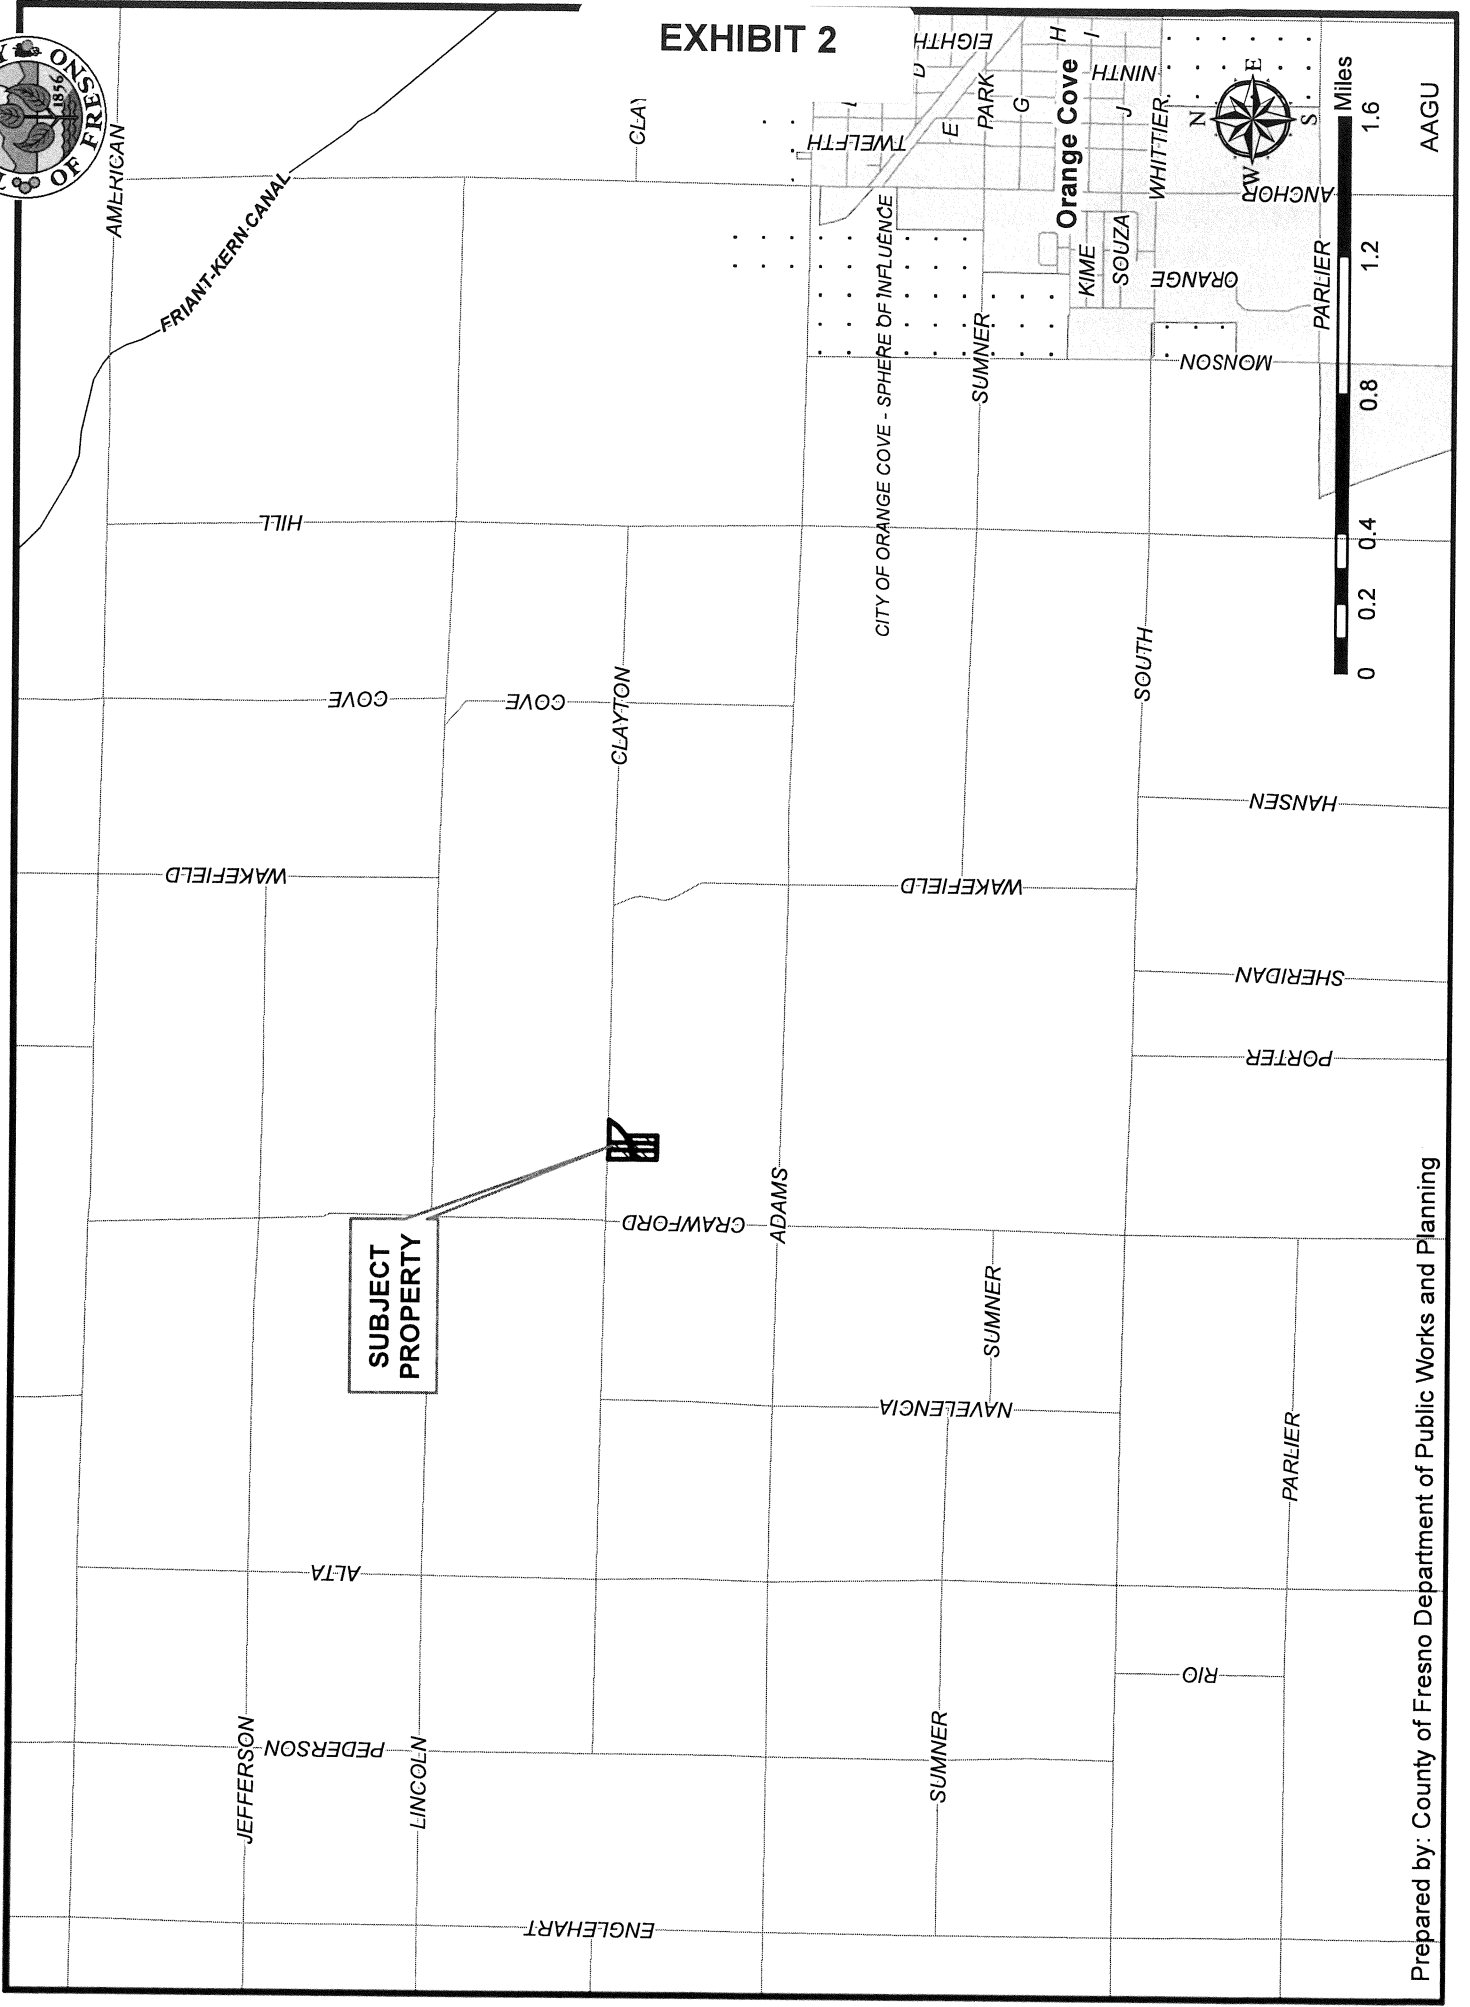 EXHIBIT 2
OF FRESNO
1856
AMERICAN
FRIANT-KERN-CANAL
HILL
COVE
COVE
CLAYTON
WAKEFIELD
WAKEFIELD
SUBJECT
PROPERTY
CRAWFORD
ADAMS
NAVELENCIA
ALTA
PEDERSON
JEFFERSON
LINCOLN
ENGLEHART
SUMNER
SUMNER
SUMNER
SOUTH
HANSEN
SHERIDAN
PORTER
RIO
PARLIER
PARLIER
CITY OF ORANGE COVE - SPHERE OF INFLUENCE
Orange Cove
TWELFTH
EIGHTH
NINTH
D
E
PARK
G
H
I
J
KIME
SOUZA
WHITTIER
ANCHOR
ORANGE
MONSON
N
E
S
W
0 0.2 0.4 0.8 1.2 1.6
Miles
AAGU
Prepared by: County of Fresno Department of Public Works and Planning